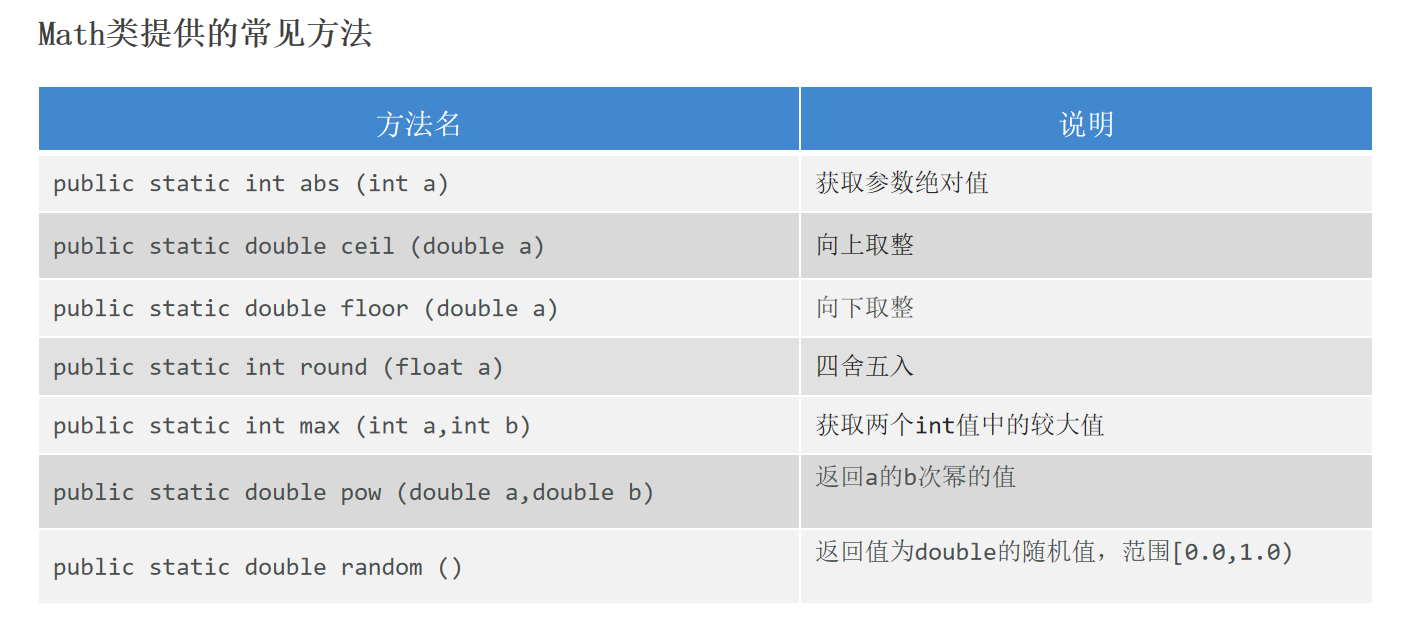 Math类提供的常见方法
方法名 说明
public static int abs (int a) 获取参数绝对值
public static double ceil (double a) 向上取整
public static double floor (double a) 向下取整
public static int round (float a) 四舍五入
public static int max (int a,int b) 获取两个int值中的较大值
public static double pow (double a,double b) 返回a的b次幂的值
public static double random () 返回值为double的随机值，范围[0.0,1.0)